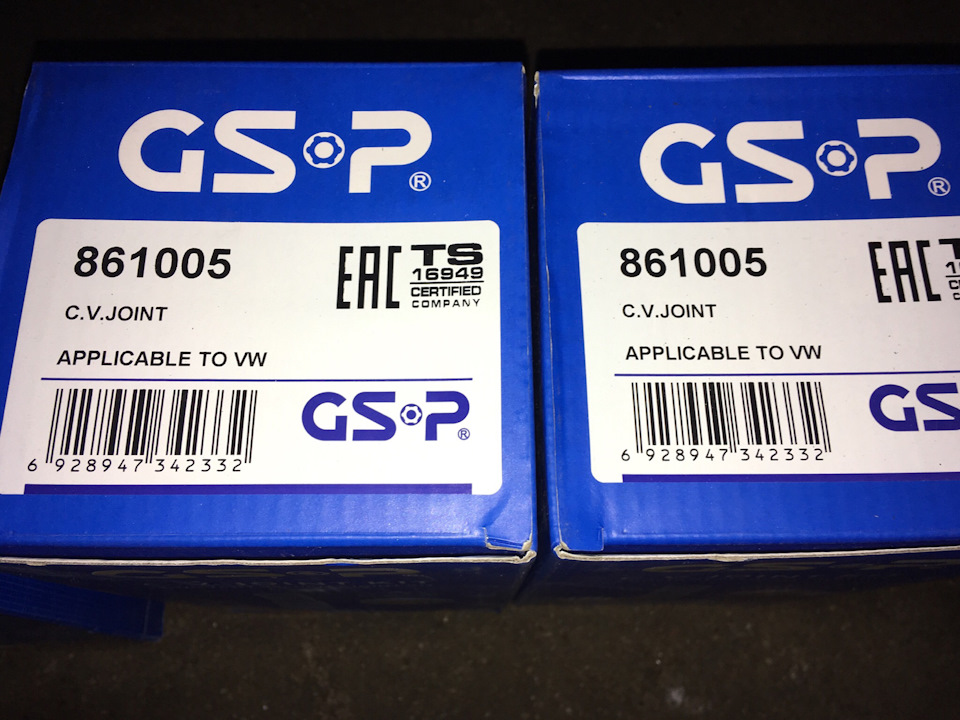 GSP®
861005
EAC
TS
16949
CERTIFIED
COMPANY
C.V.JOINT
APPLICABLE TO VW
GSP®
6 928947 342332
GSP®
861005
EAC
C.V.JOINT
APPLICABLE TO VW
GS
6 928947 342332